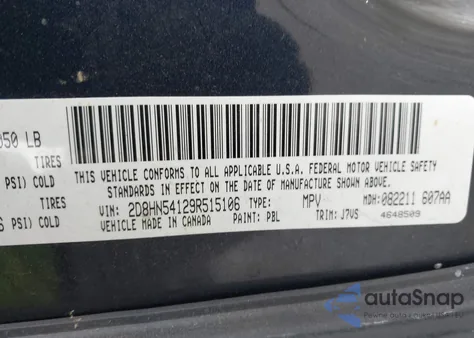 050 LB
TIRES
PSI) COLD
TIRES
PSI) COLD
THIS VEHICLE CONFORMS TO ALL APPLICABLE U.S.A. FEDERAL MOTOR VEHICLE SAFETY
STANDARDS IN EFFECT ON THE DATE OF MANUFACTURE SHOWN ABOVE.
VIN: 2D8HN54129R515106 TYPE: MPV MDH: 082211 607AA
VEHICLE MADE IN CANADA PAINT: PBL TRIM: J7VS 4648509
autoSnap